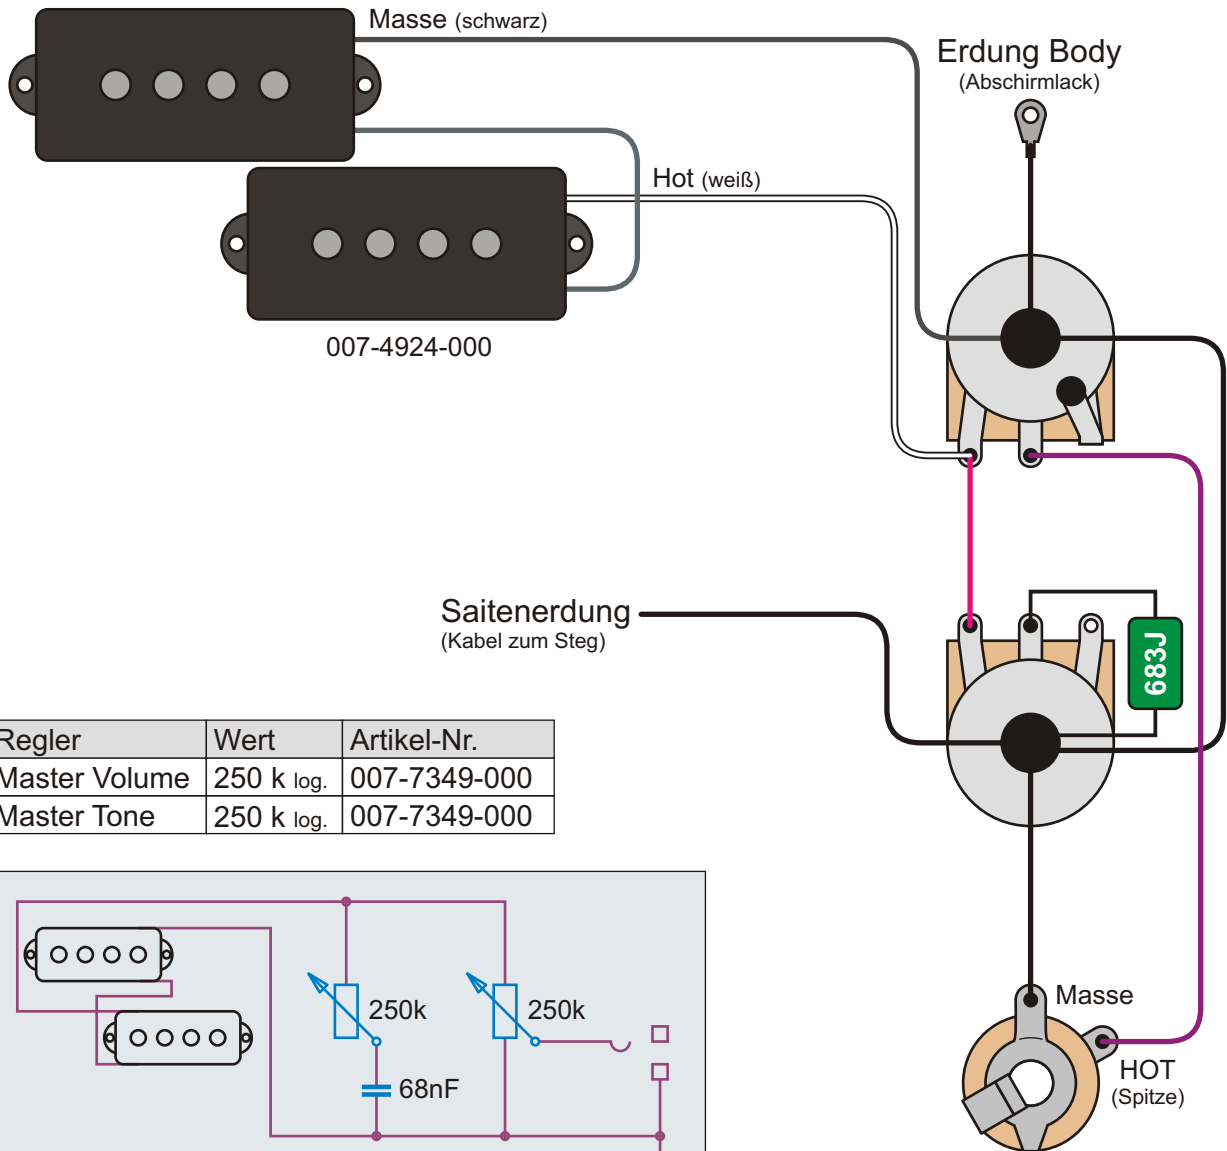 Masse (schwarz)
Erdung Body
(Abschirmlack)
Hot (weiß)
007-4924-000
Saitenerdung
(Kabel zum Steg)
683J
Regler Wert Artikel-Nr.
Master Volume 250 k log. 007-7349-000
Master Tone 250 k log. 007-7349-000
250k 250k
68nF
Masse
HOT
(Spitze)